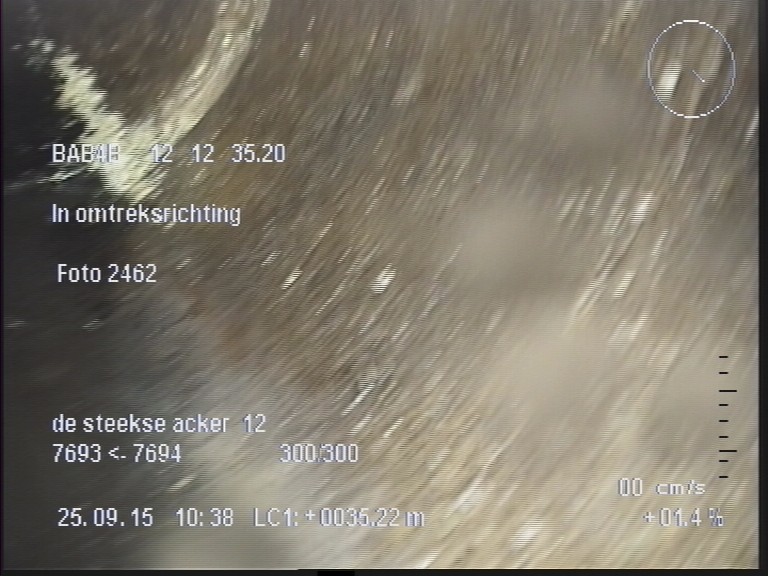 BAB4B 12 12 35.20
In omtreksrichting
Foto 2462
de steekse acker 12
7693 <- 7694 300/300
00 cm/s
25.09.15 10:38 LC1:+0035.22 m +01.4 %